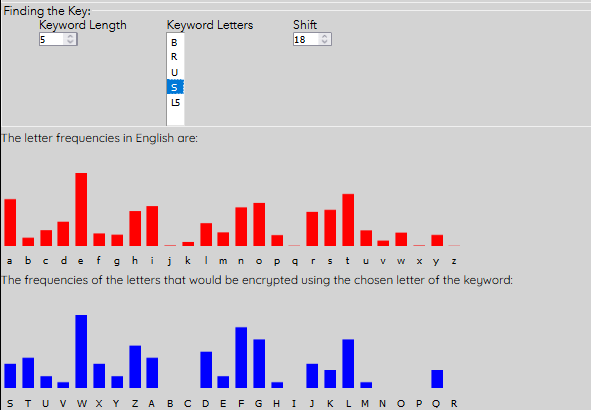 Finding the Key:
Keyword Length Keyword Letters Shift
5 B 18
R
U
S
L5
The letter frequencies in English are:
a b c d e f g h i j k l m n o p q r s t u v w x y z
The frequencies of the letters that would be encrypted using the chosen letter of the keyword:
S T U V W X Y Z A B C D E F G H I J K L M N O P Q R